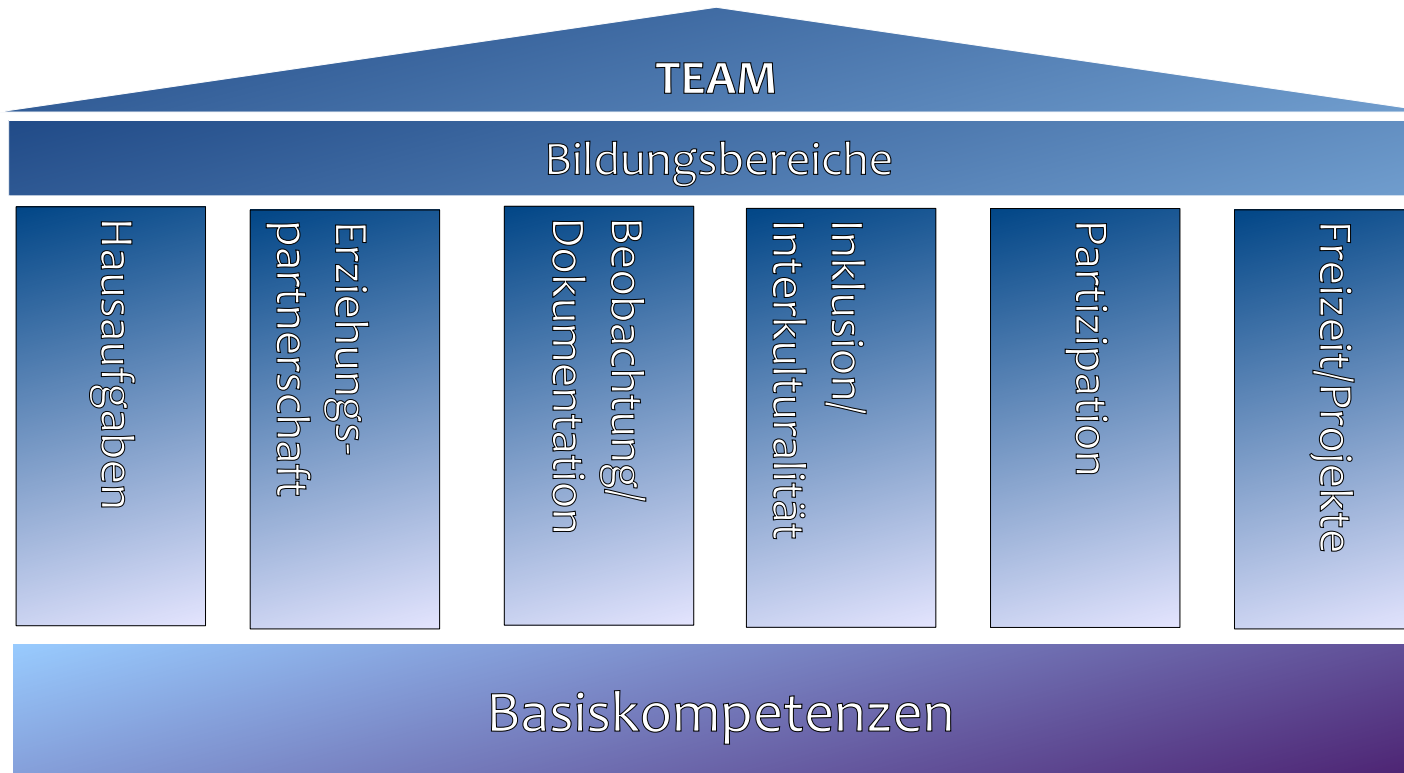 TEAM
Bildungsbereiche
Hausaufgaben
Erziehungs-
partnerschaft
Beobachtung/
Dokumentation
Inklusion/
Interkulturalität
Partizipation
Freizeit/Projekte
Basiskompetenzen